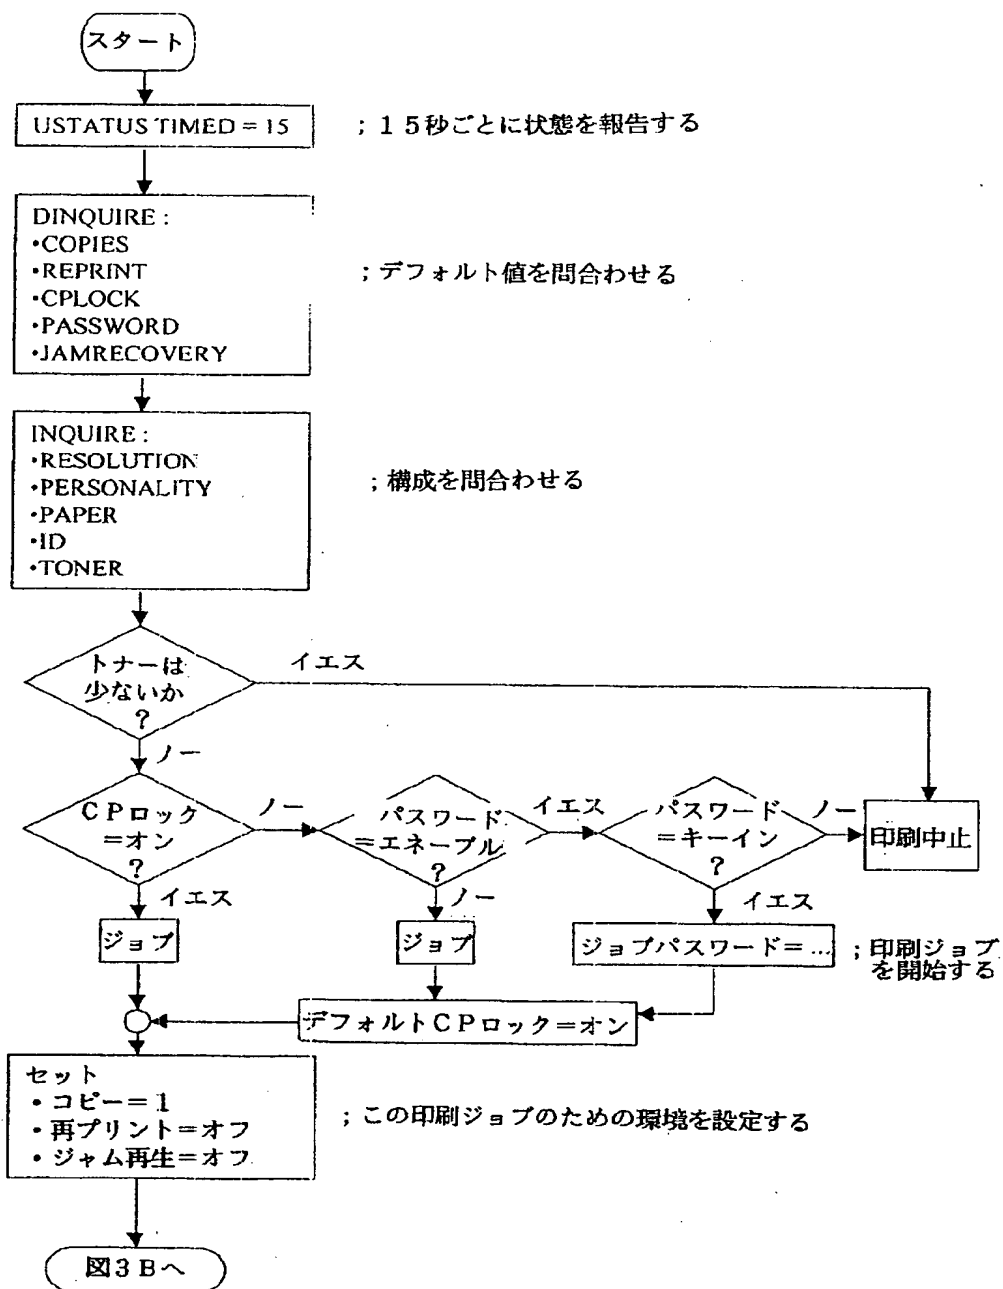 スタート
USTATUS TIMED = 15
；１５秒ごとに状態を報告する
DINQUIRE :
•COPIES
•REPRINT
•CPLOCK
•PASSWORD
•JAMRECOVERY
；デフォルト値を問合わせる
INQUIRE :
•RESOLUTION
•PERSONALITY
•PAPER
•ID
•TONER
；構成を問合わせる
トナーは
少ないか
？
イエス
ノー
ＣＰロック
＝オン
？
ノー
パスワード
＝エネーブル
？
イエス
パスワード
＝キーイン
？
ノー
印刷中止
イエス
ノー
イエス
ジョブ
ジョブ
ジョブパスワード＝…
；印刷ジョブ
を開始する
デフォルトＣＰロック＝オン
セット
・コピー＝１
・再プリント＝オフ
・ジャム再生＝オフ
；この印刷ジョブのための環境を設定する
図３Ｂへ